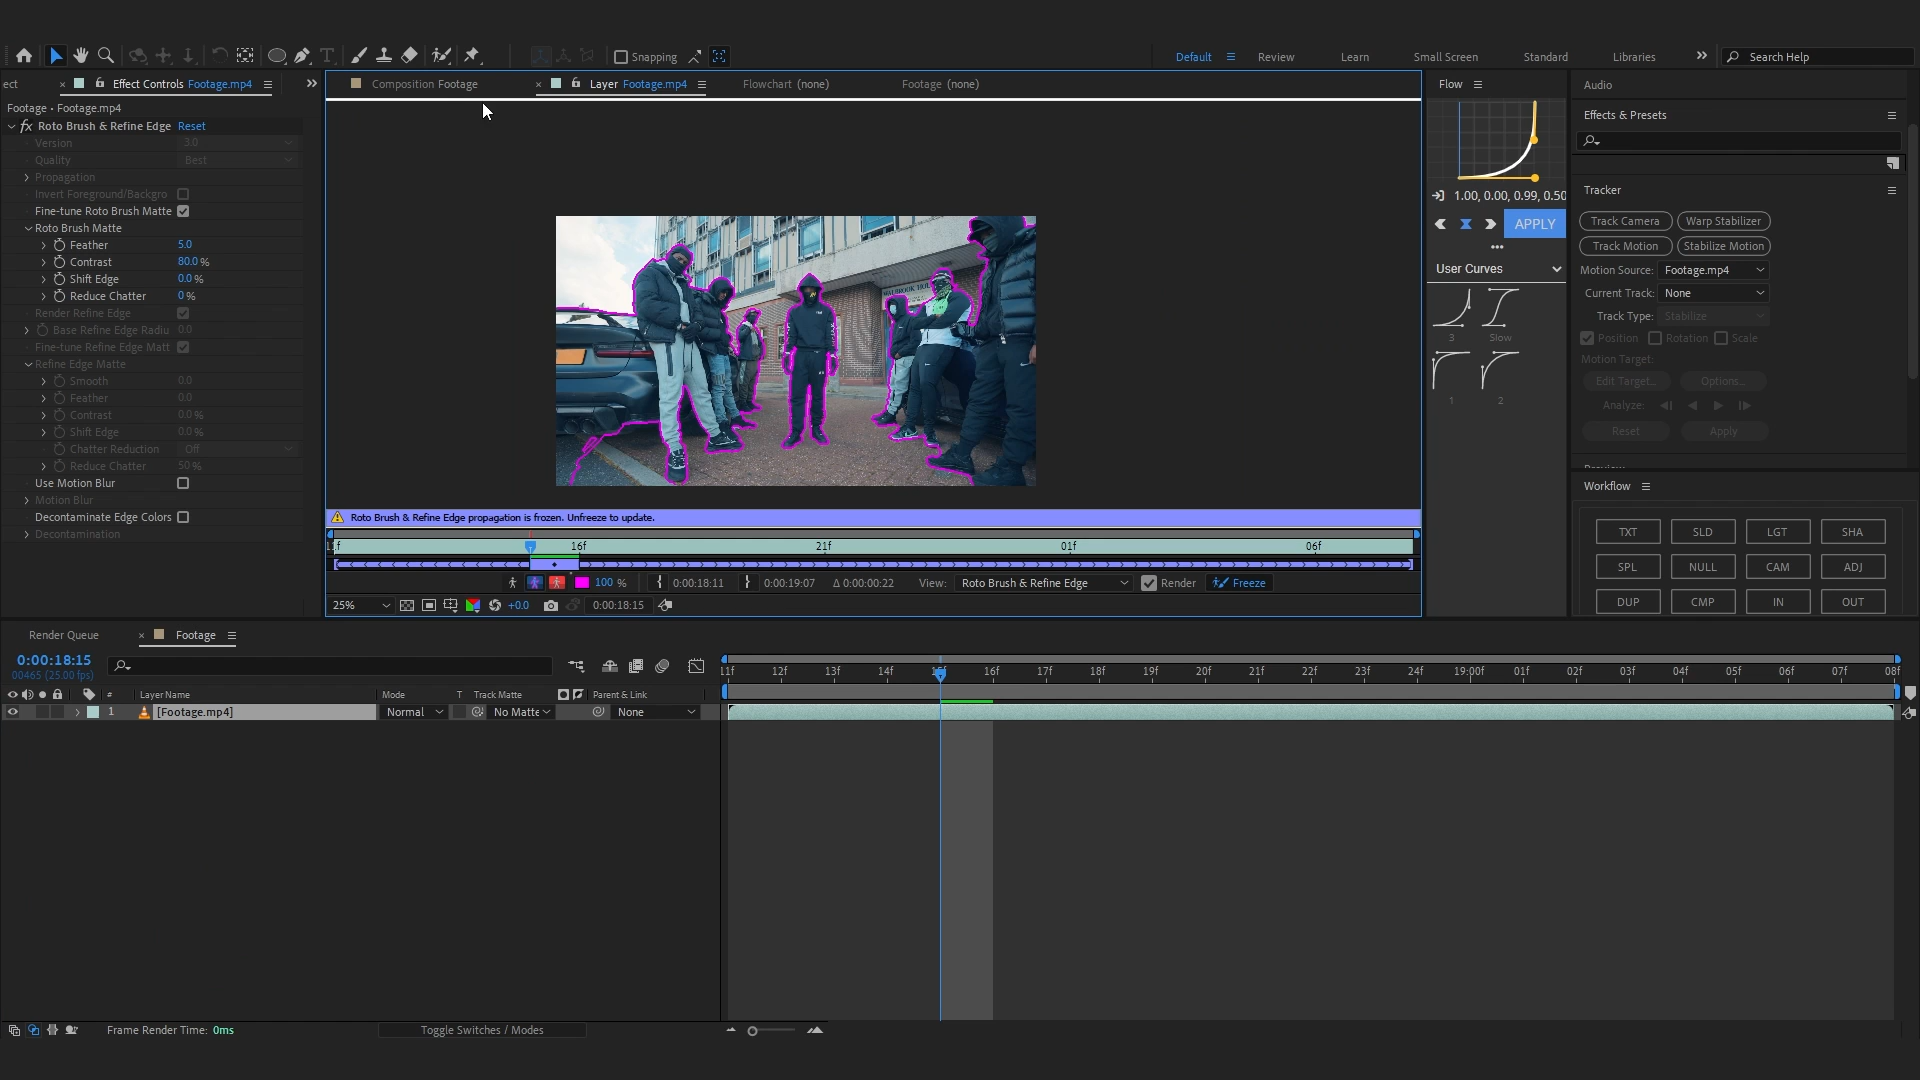 Snapping
Default
Review
Learn
Small Screen
Standard
Libraries
Search Help
ect
Effect Controls Footage.mp4
Composition Footage
Layer Footage.mp4
Flowchart (none)
Footage (none)
Flow
Audio
Footage • Footage.mp4
Effects & Presets
fx Roto Brush & Refine Edge Reset
Version 3.0
Quality Best
Propagation
Invert Foreground/Backgro
Fine-tune Roto Brush Matte
Roto Brush Matte
Feather 5.0
Contrast 80.0 %
Shift Edge 0.0 %
Reduce Chatter 0 %
Render Refine Edge
Base Refine Edge Radiu 0.0
Fine-tune Refine Edge Matt
Refine Edge Matte
Smooth 0.0
Feather 0.0
Contrast 0.0 %
Shift Edge 0.0 %
Chatter Reduction Off
Reduce Chatter 50 %
Use Motion Blur
Motion Blur
Decontaminate Edge Colors
Decontamination
Roto Brush & Refine Edge propagation is frozen. Unfreeze to update.
11f 16f 21f 01f 06f
100 % 0:00:18:11 0:00:19:07 Δ 0:00:00:22 View: Roto Brush & Refine Edge Render Freeze
25% +0.0 0:00:18:15
1.00, 0.00, 0.99, 0.50
APPLY
User Curves
3 Slow
1 2
Tracker
Track Camera Warp Stabilizer
Track Motion Stabilize Motion
Motion Source: Footage.mp4
Current Track: None
Track Type: Stabilize
Position Rotation Scale
Motion Target:
Edit Target... Options...
Analyze:
Reset Apply
Workflow
TXT SLD LGT SHA
SPL NULL CAM ADJ
DUP CMP IN OUT
Render Queue
Footage
0:00:18:15
00465 (25.00 fps)
# Layer Name Mode T Track Matte Parent & Link
1 [Footage.mp4] Normal No Matte None
11f 12f 13f 14f 15f 16f 17f 18f 19f 20f 21f 22f 23f 24f 19:00f 01f 02f 03f 04f 05f 06f 07f 08f
Frame Render Time: 0ms
Toggle Switches / Modes